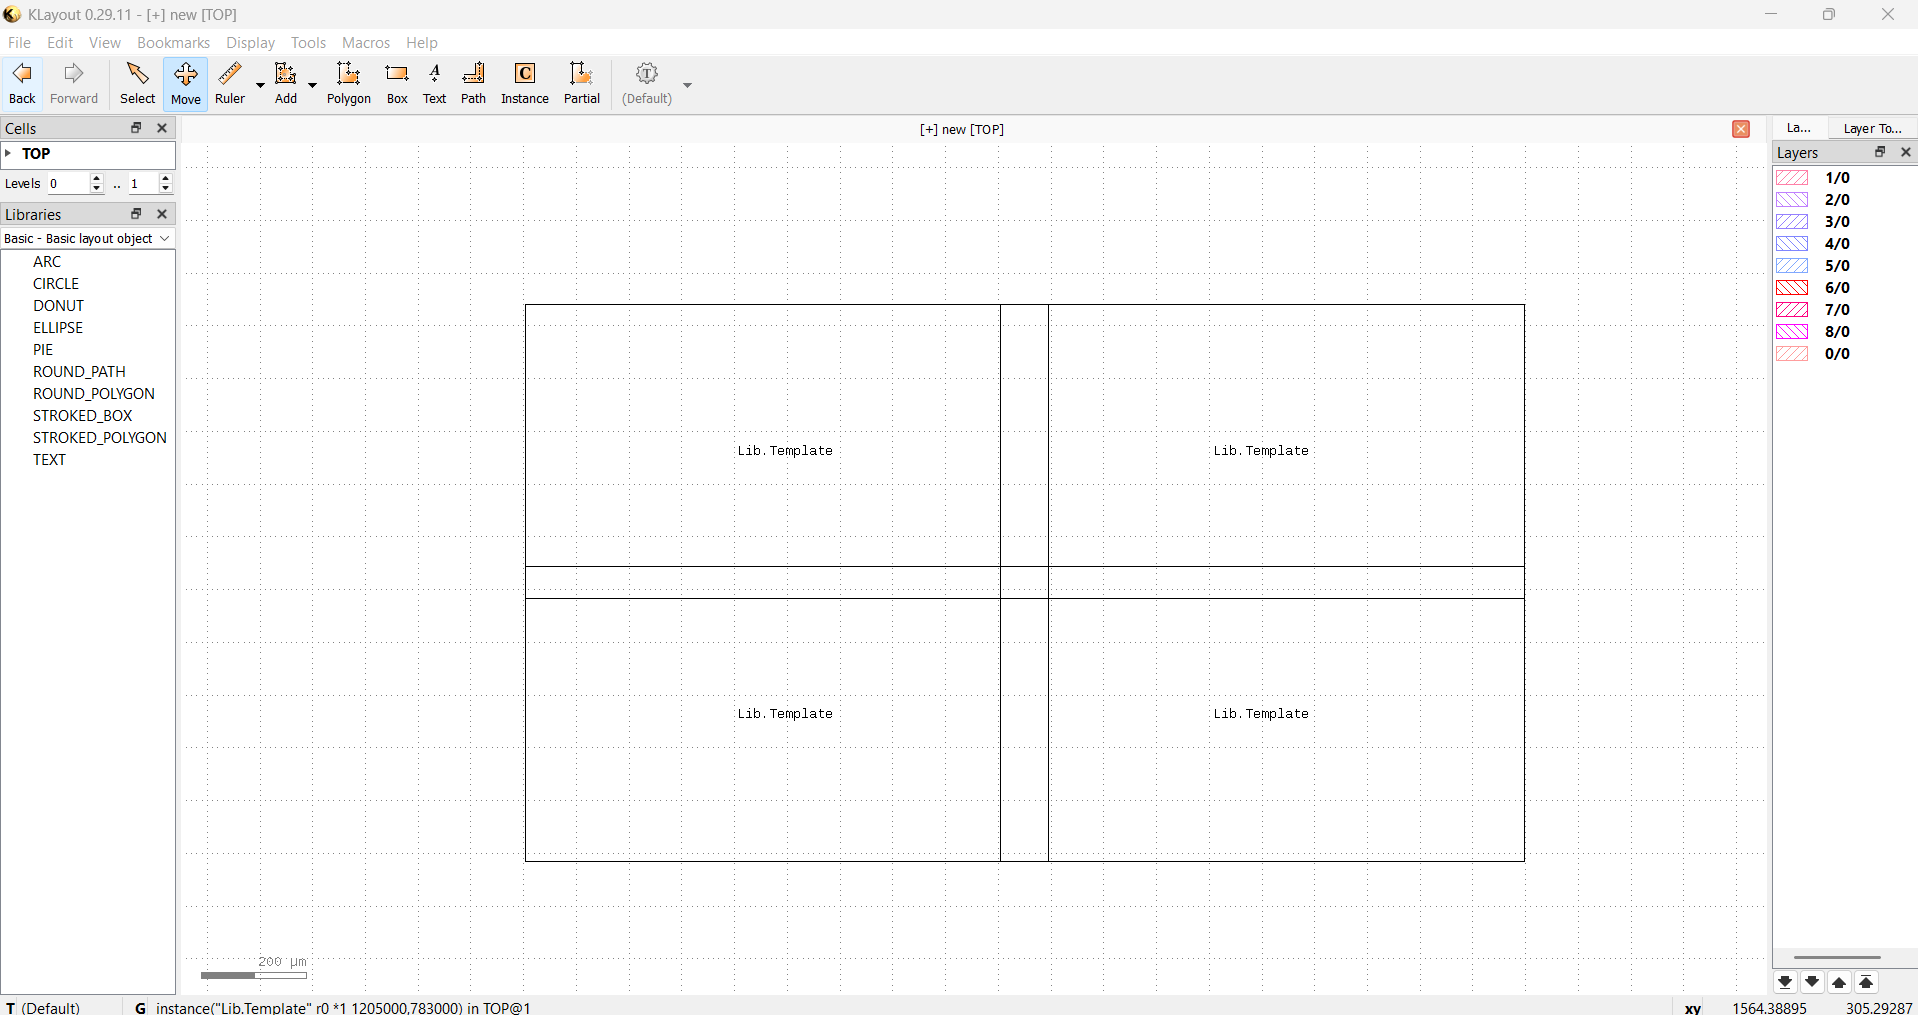 KLayout 0.29.11 - [+] new [TOP]
File Edit View Bookmarks Display Tools Macros Help
Back Forward Select Move Ruler Add Polygon Box Text Path Instance Partial (Default)
Cells
TOP
Levels 0 .. 1
Libraries
Basic - Basic layout object
ARC
CIRCLE
DONUT
ELLIPSE
PIE
ROUND_PATH
ROUND_POLYGON
STROKED_BOX
STROKED_POLYGON
TEXT
[+] new [TOP]
Lib.Template
Lib.Template
Lib.Template
Lib.Template
200 µm
La... Layer To...
Layers
1/0
2/0
3/0
4/0
5/0
6/0
7/0
8/0
0/0
T (Default) G instance("Lib.Template" r0 *1 1205000,783000) in TOP@1 xy 1564.38895 305.29287